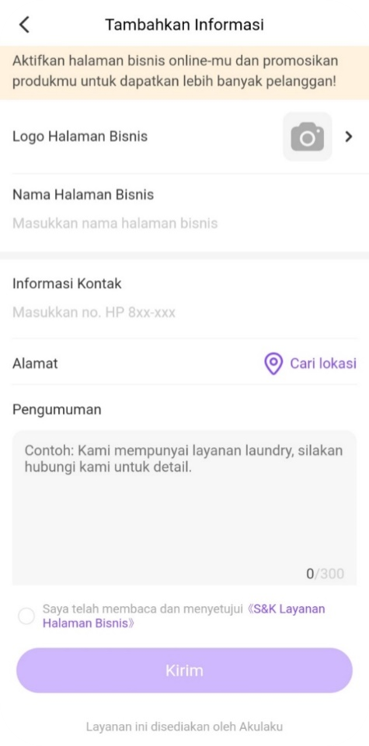 Tambahkan Informasi
Aktifkan halaman bisnis online-mu dan promosikan
produkmu untuk dapatkan lebih banyak pelanggan!
Logo Halaman Bisnis
Nama Halaman Bisnis
Masukkan nama halaman bisnis
Informasi Kontak
Masukkan no. HP 8xx-xxx
Alamat
Cari lokasi
Pengumuman
Contoh: Kami mempunyai layanan laundry, silakan
hubungi kami untuk detail.
0/300
Saya telah membaca dan menyetujui 《S&K Layanan
Halaman Bisnis》
Kirim
Layanan ini disediakan oleh Akulaku